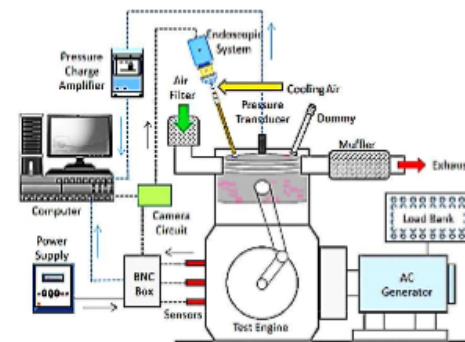 Endoscopic
System
Pressure
Charge
Amplifier
Air
Filter
Cooling Air
Pressure
Transducer
Dummy
Muffler
Exhaus
Computer
Camera
Circuit
Load Bank
Power
Supply
BNC
Box
Sensors
Test Engine
AC
Generator